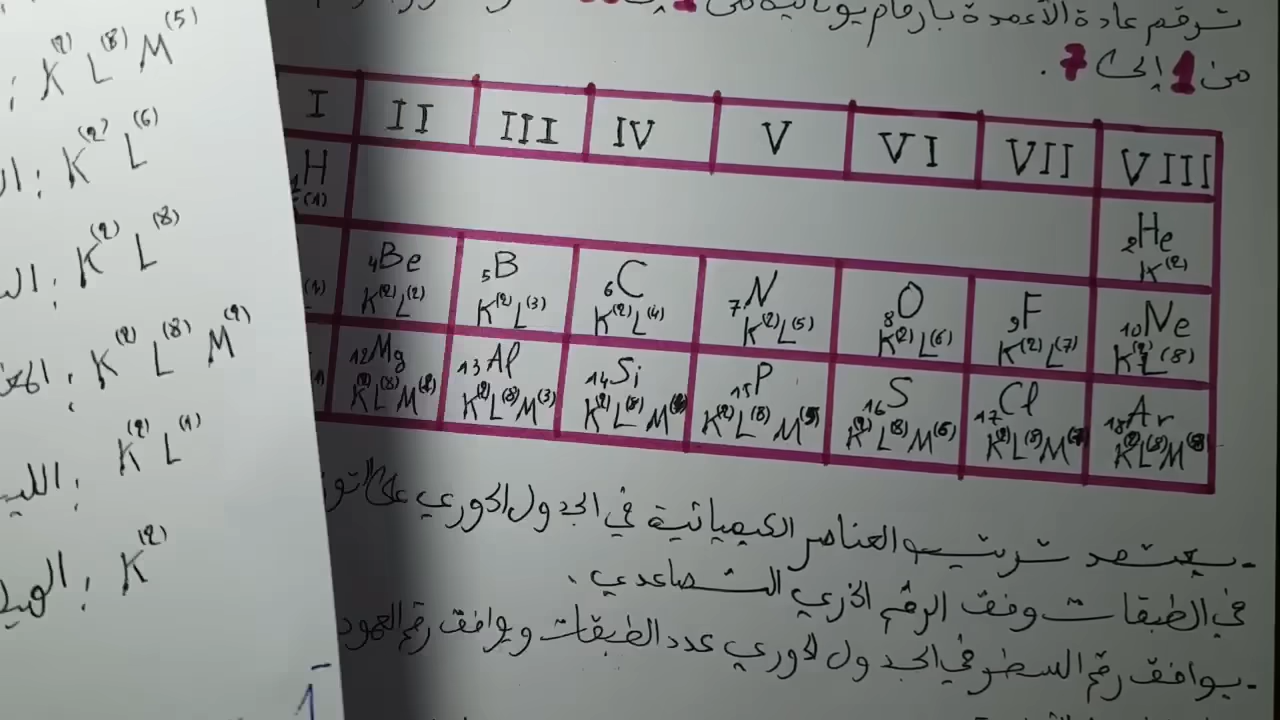 ترقم عادة الأعمدة بأرقام يونانية من
من 1 إلى 7.
I II III IV V VI VII VIII
1H 2He
K(2)
4Be 5B 6C 7N 8O 9F 10Ne
K(2)L(2) K(2)L(3) K(2)L(4) K(2)L(5) K(2)L(6) K(2)L(7) K(2)L(8)
12Mg 13Al 14Si 15P 16S 17Cl 18Ar
K(2)L(8)M(2) K(2)L(8)M(3) K(2)L(8)M(4) K(2)L(8)M(5) K(2)L(8)M(6) K(2)L(8)M(7) K(2)L(8)M(8)
- يعتمد ترتيب العناصر الكيميائية في الجدول الدوري على
في الطبقات وفق الرقم الذري التصاعدي.
- يوافق رقم السطر في الجدول الدوري عدد الطبقات ويوافق رقم العمود
: K(2) L(8) M(5)
: K(2) L(6)
: K(2) L(8)
: K(2) L(8) M(2)
: K(2) L(1)
: K(2)